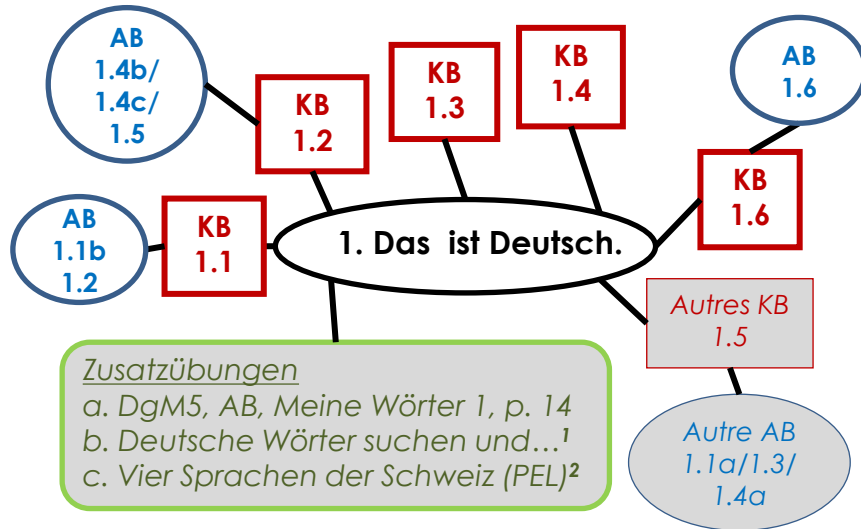 AB
1.4b/
1.4c/
1.5
KB
1.2
KB
1.3
KB
1.4
AB
1.6
KB
1.6
AB
1.1b
1.2
KB
1.1
1. Das  ist Deutsch.
Autres KB
1.5
Zusatzübungen
a. DgM5, AB, Meine Wörter 1, p. 14
b. Deutsche Wörter suchen und…¹
c. Vier Sprachen der Schweiz (PEL)²
Autre AB
1.1a/1.3/
1.4a